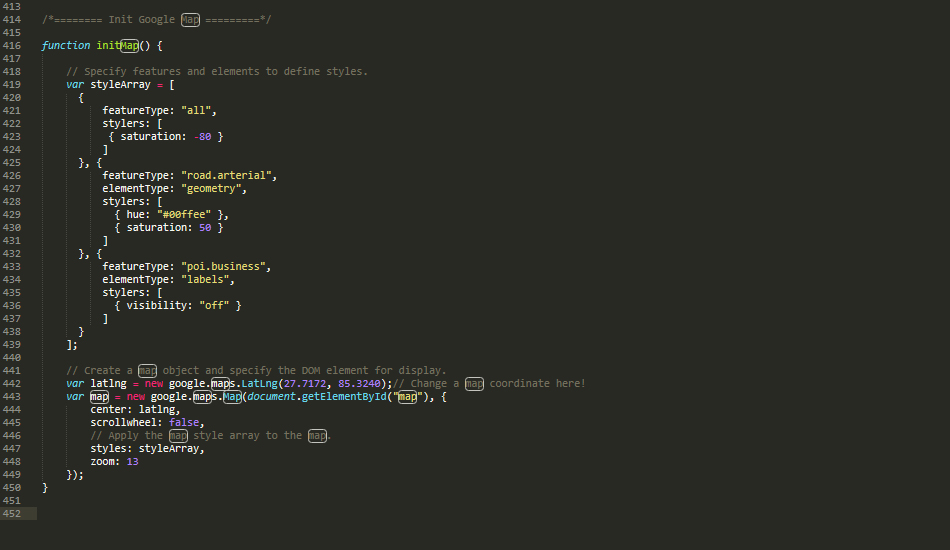 413
414 /*======== Init Google Map =========*/
415
416 function initMap() {
417
418 // Specify features and elements to define styles.
419 var styleArray = [
420 {
421 featureType: "all",
422 stylers: [
423 { saturation: -80 }
424 ]
425 }, {
426 featureType: "road.arterial",
427 elementType: "geometry",
428 stylers: [
429 { hue: "#00ffee" },
430 { saturation: 50 }
431 ]
432 }, {
433 featureType: "poi.business",
434 elementType: "labels",
435 stylers: [
436 { visibility: "off" }
437 ]
438 }
439 ];
440
441 // Create a map object and specify the DOM element for display.
442 var latlng = new google.maps.LatLng(27.7172, 85.3240);// Change a map coordinate here!
443 var map = new google.maps.Map(document.getElementById("map"), {
444 center: latlng,
445 scrollwheel: false,
446 // Apply the map style array to the map.
447 styles: styleArray,
448 zoom: 13
449 });
450 }
451
452